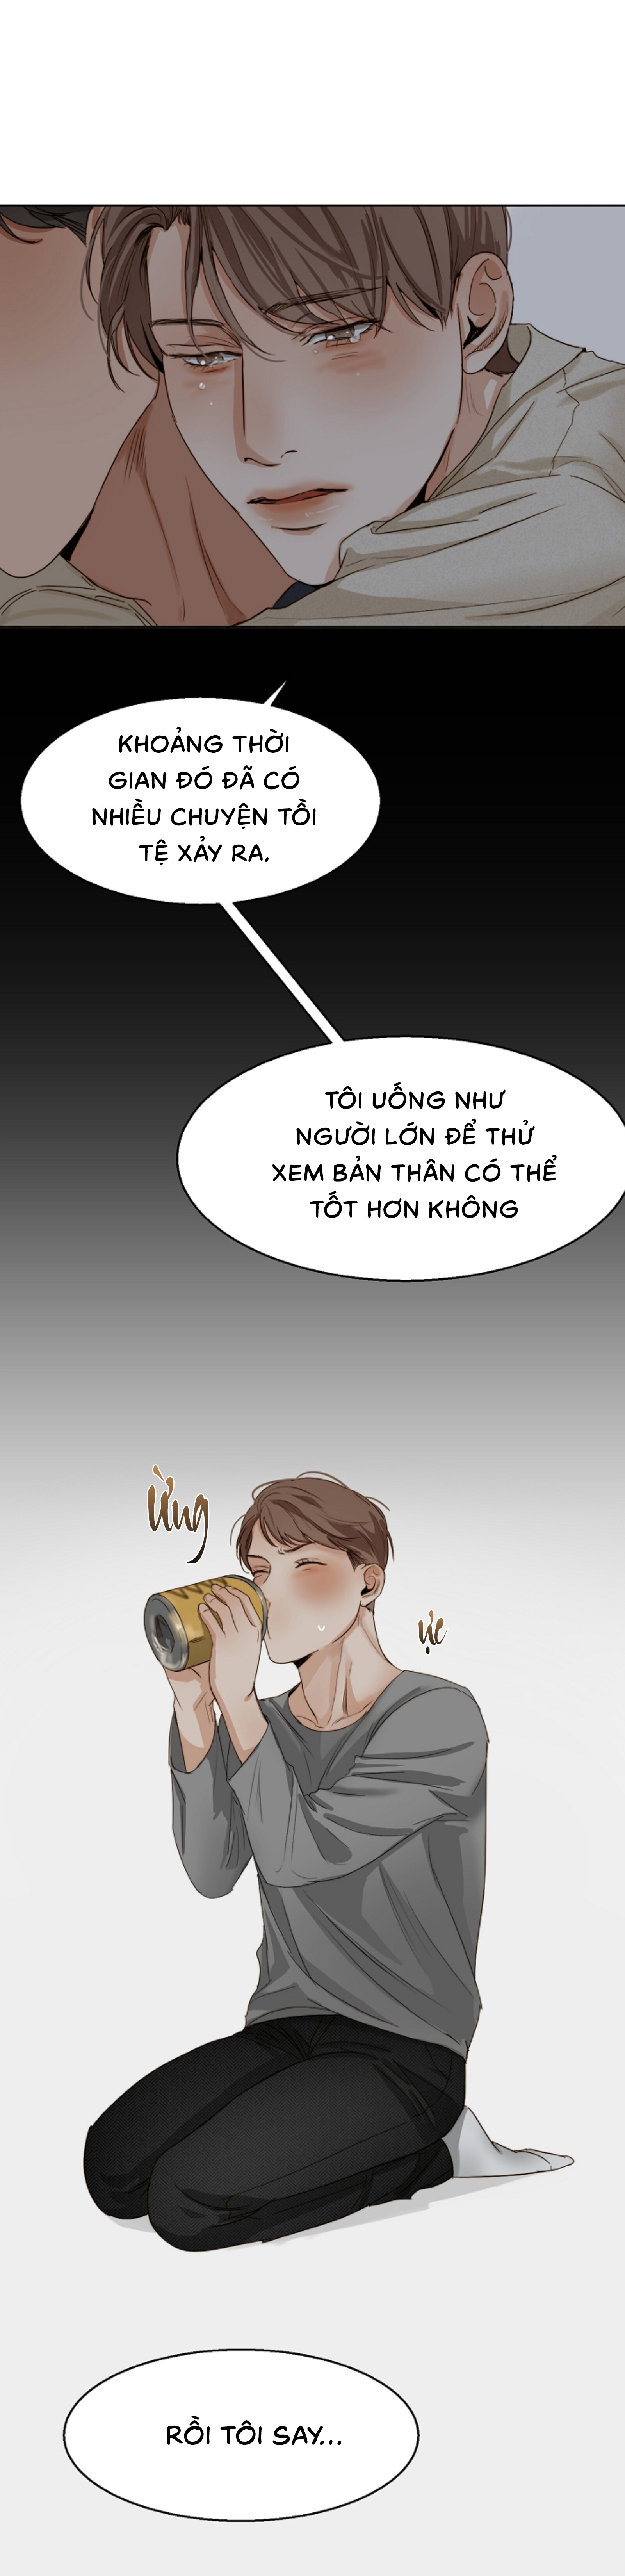 KHOẢNG THỜI
GIAN ĐÓ ĐÃ CÓ
NHIỀU CHUYỆN TỒI
TỆ XẢY RA.
TÔI UỐNG NHƯ
NGƯỜI LỚN ĐỂ THỬ
XEM BẢN THÂN CÓ THỂ
TỐT HƠN KHÔNG
Ừng
ực
RỒI TÔI SAY...